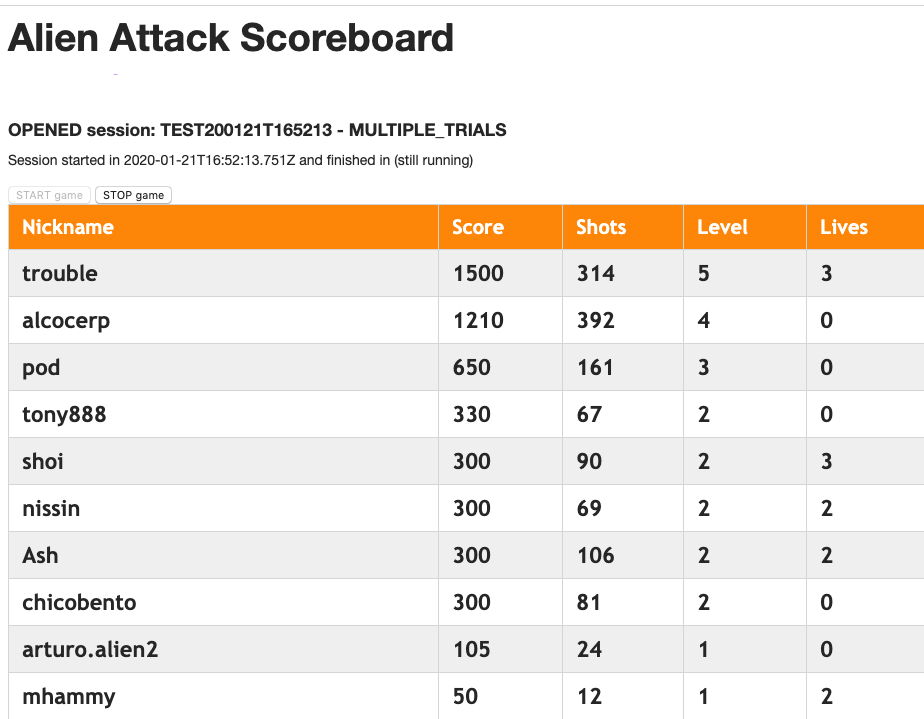 Alien Attack Scoreboard
OPENED session: TEST200121T165213 - MULTIPLE_TRIALS
Session started in 2020-01-21T16:52:13.751Z and finished in (still running)
START game STOP game
Nickname Score Shots Level Lives
trouble 1500 314 5 3
alcocerp 1210 392 4 0
pod 650 161 3 0
tony888 330 67 2 0
shoi 300 90 2 3
nissin 300 69 2 2
Ash 300 106 2 2
chicobento 300 81 2 0
arturo.alien2 105 24 1 0
mhammy 50 12 1 2